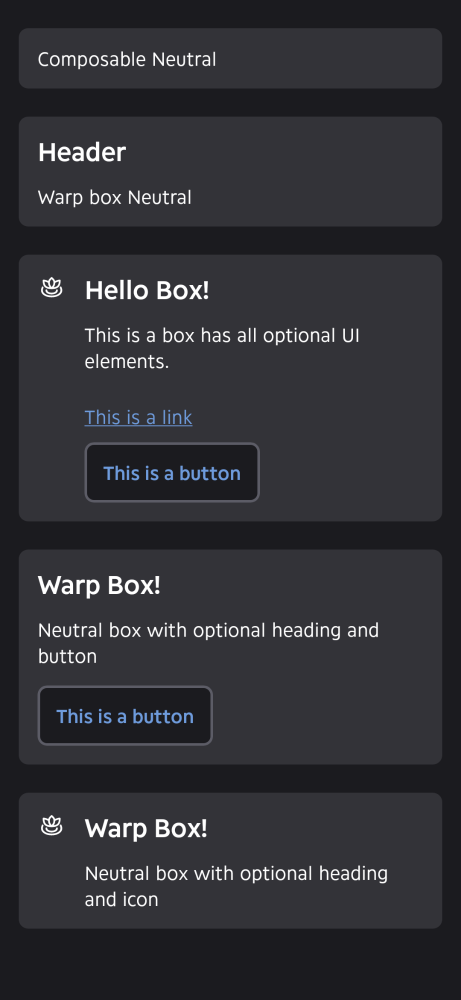 Composable Neutral
Header
Warp box Neutral
Hello Box!
This is a box has all optional UI
elements.
This is a link
This is a button
Warp Box!
Neutral box with optional heading and
button
This is a button
Warp Box!
Neutral box with optional heading
and icon